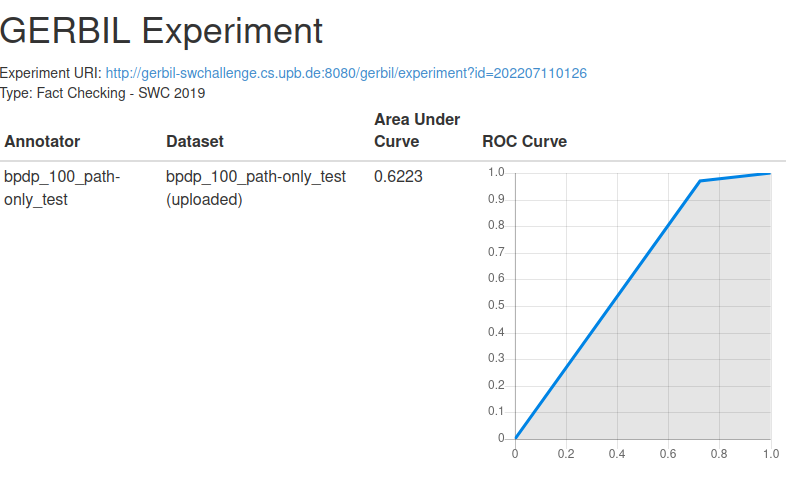 GERBIL Experiment
Experiment URI: http://gerbil-swchallenge.cs.upb.de:8080/gerbil/experiment?id=202207110126
Type: Fact Checking - SWC 2019
Annotator Dataset Area Under Curve ROC Curve
bpdp_100_path-only_test bpdp_100_path-only_test (uploaded) 0.6223
1.0
0.9
0.8
0.7
0.6
0.5
0.4
0.3
0.2
0.1
0
0 0.2 0.4 0.6 0.8 1.0